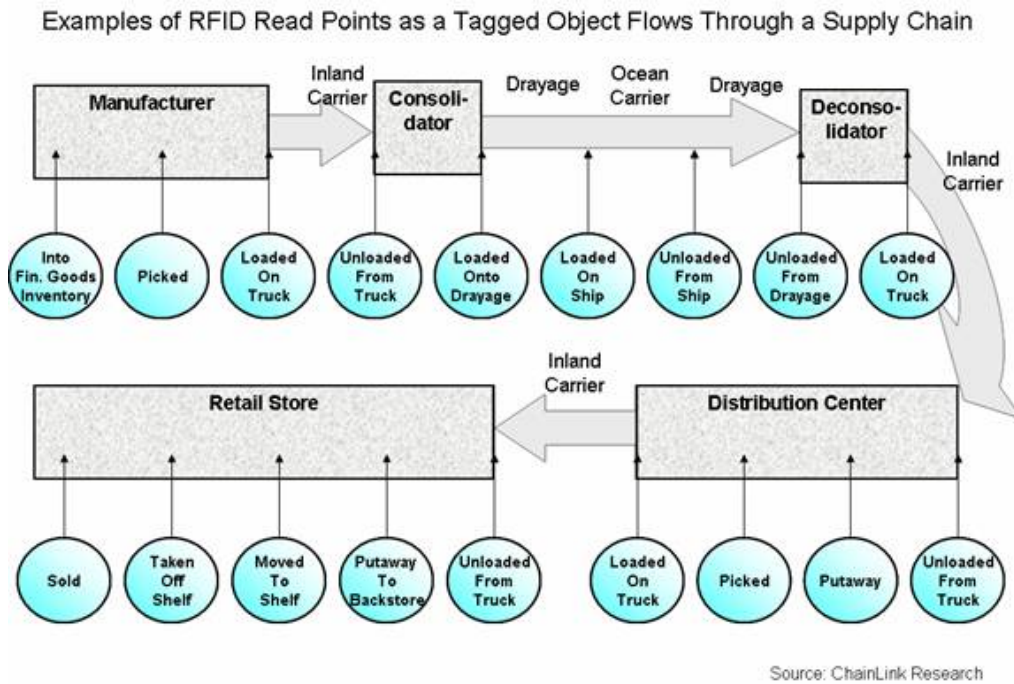 Examples of RFID Read Points as a Tagged Object Flows Through a Supply Chain
Manufacturer
Inland
Carrier
Consoli-
dator
Drayage
Ocean
Carrier
Drayage
Deconso-
lidator
Inland
Carrier
Into
Fin. Goods
Inventory
Picked
Loaded
On
Truck
Unloaded
From
Truck
Loaded
Onto
Drayage
Loaded
On
Ship
Unloaded
From
Ship
Unloaded
From
Drayage
Loaded
On
Truck
Retail Store
Inland
Carrier
Distribution Center
Sold
Taken
Off
Shelf
Moved
To
Shelf
Putaway
To
Backstore
Unloaded
From
Truck
Loaded
On
Truck
Picked
Putaway
Unloaded
From
Truck
Source: ChainLink Research